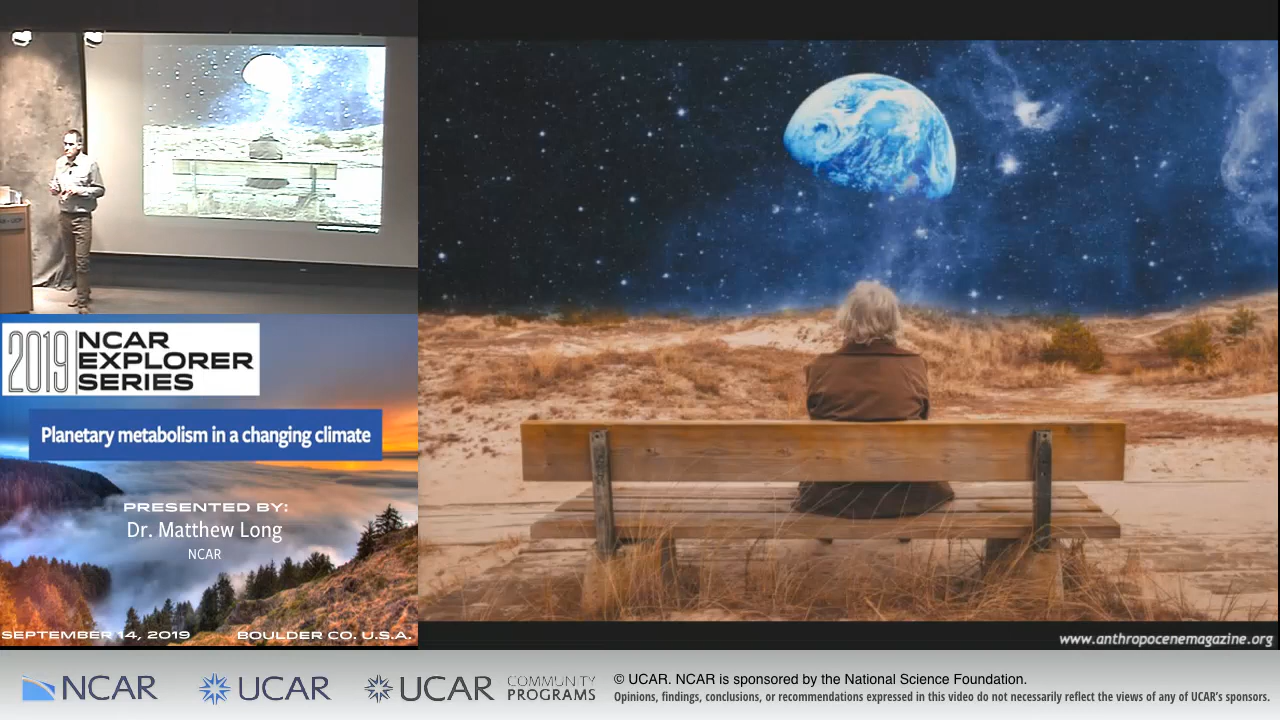 2019
NCAR
EXPLORER
SERIES
Planetary metabolism in a changing climate
PRESENTED BY:
Dr. Matthew Long
NCAR
SEPTEMBER 14, 2019
BOULDER CO. U.S.A.
www.anthropocenemagazine.org
NCAR
UCAR
UCAR
COMMUNITY
PROGRAMS
© UCAR. NCAR is sponsored by the National Science Foundation.
Opinions, findings, conclusions, or recommendations expressed in this video do not necessarily reflect the views of any of UCAR's sponsors.